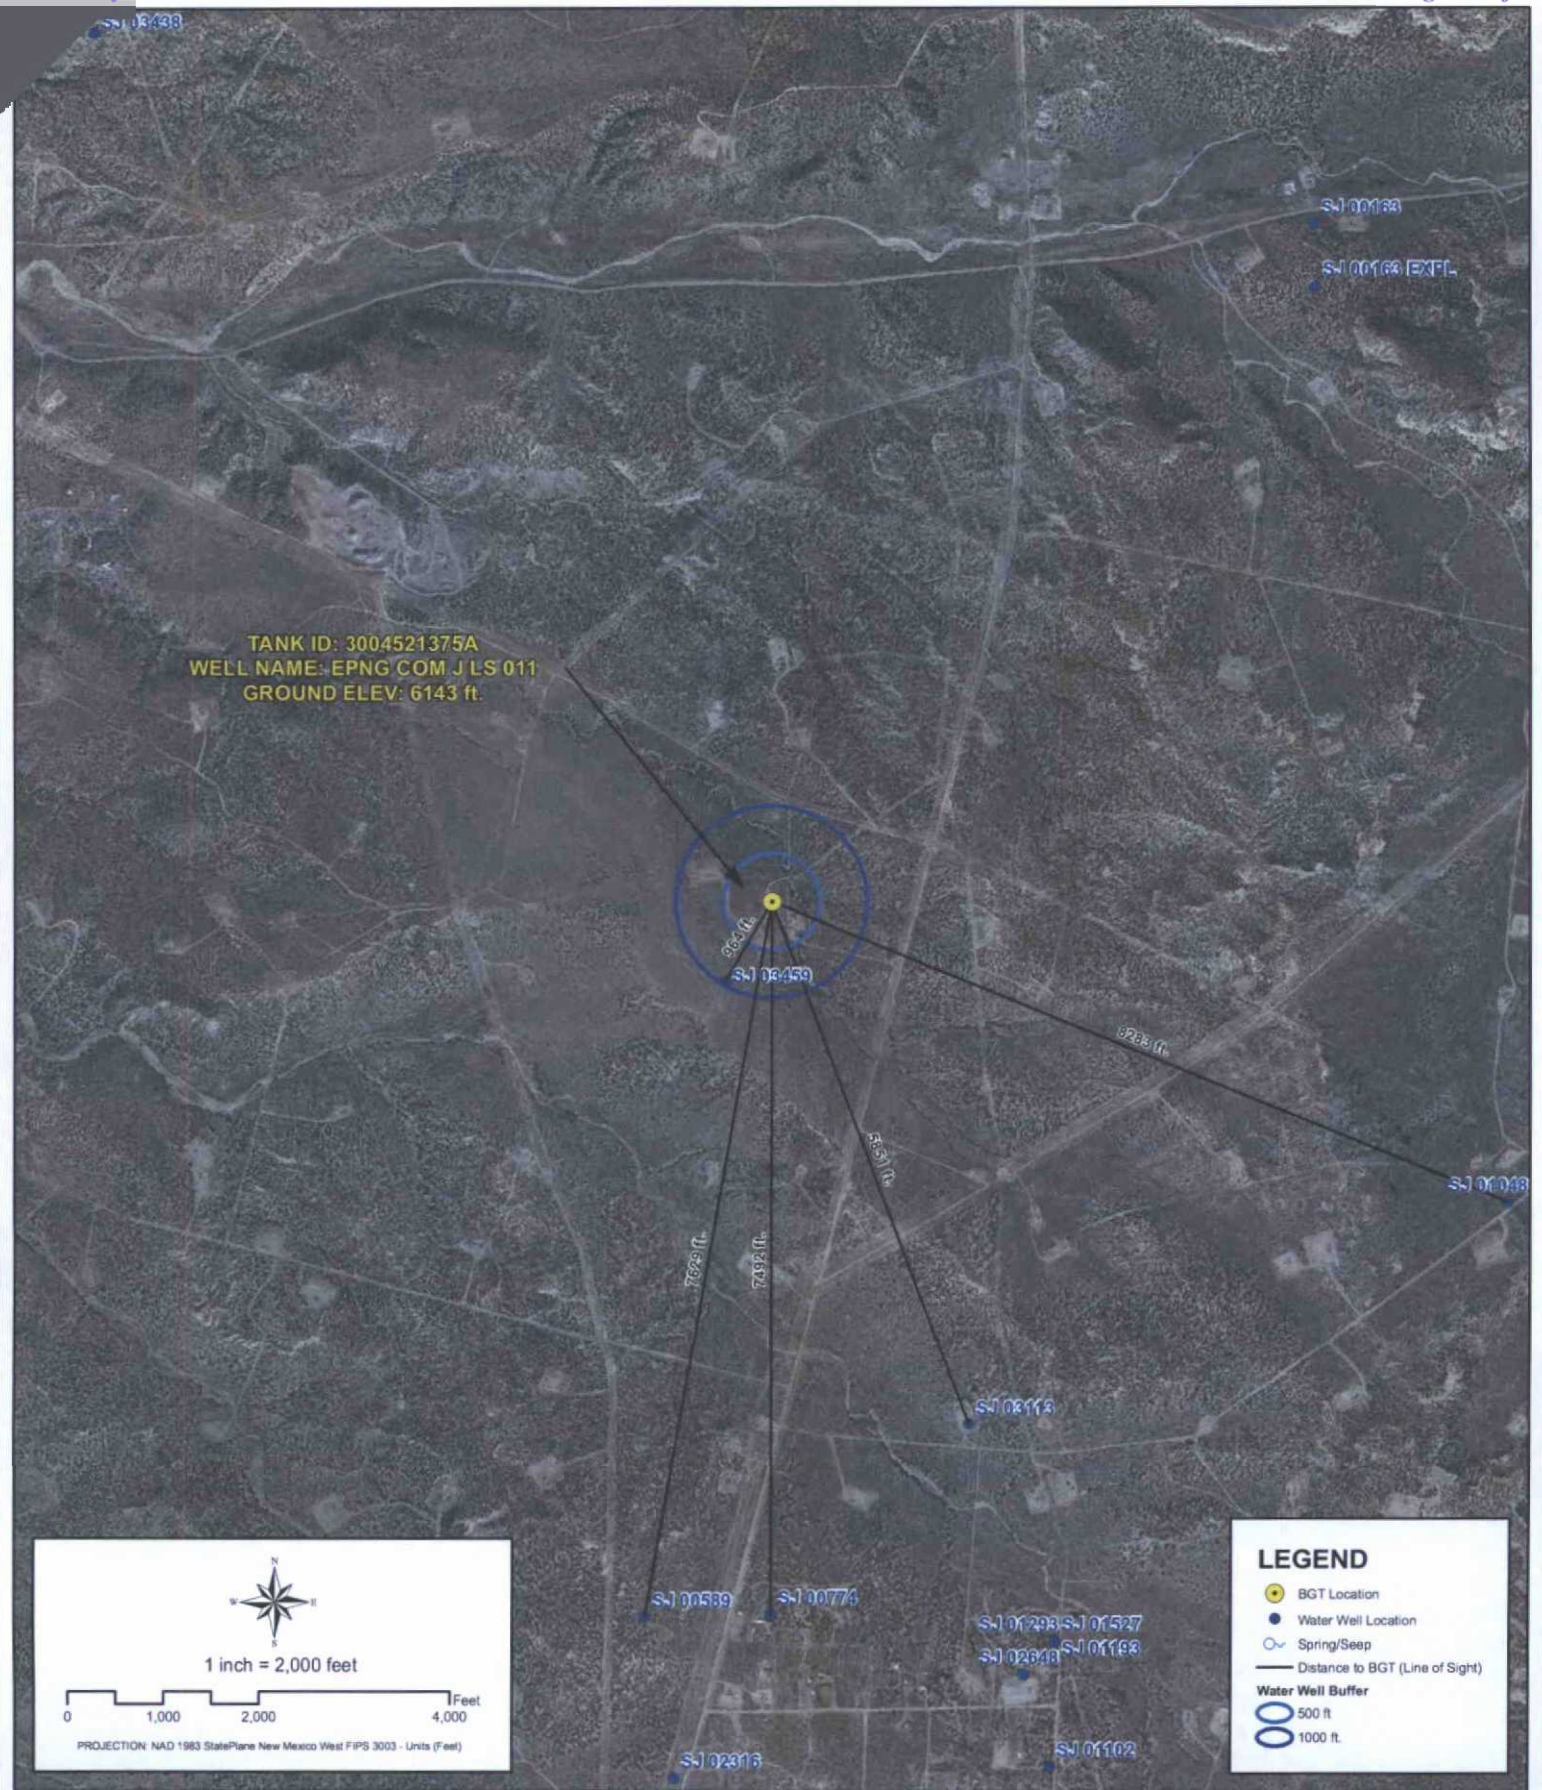 SJ 03438
SJ 00163
SJ 00163 EXPL
TANK ID: 3004521375A
WELL NAME: EPNG COM J LS 011
GROUND ELEV: 6143 ft.
964 ft.
SJ 03459
8283 ft.
5851 ft.
SJ 01048
7629 ft.
7492 ft.
SJ 03113
SJ 00589
SJ 00774
SJ 01293 SJ 01527
SJ 02648 SJ 01193
SJ 02316
SJ 01102
N
W E
S
1 inch = 2,000 feet
Feet
0 1,000 2,000 4,000
PROJECTION: NAD 1983 StatePlane New Mexico West FIPS 3003 - Units (Feet)
LEGEND
BGT Location
Water Well Location
Spring/Seep
Distance to BGT (Line of Sight)
Water Well Buffer
500 ft
1000 ft.